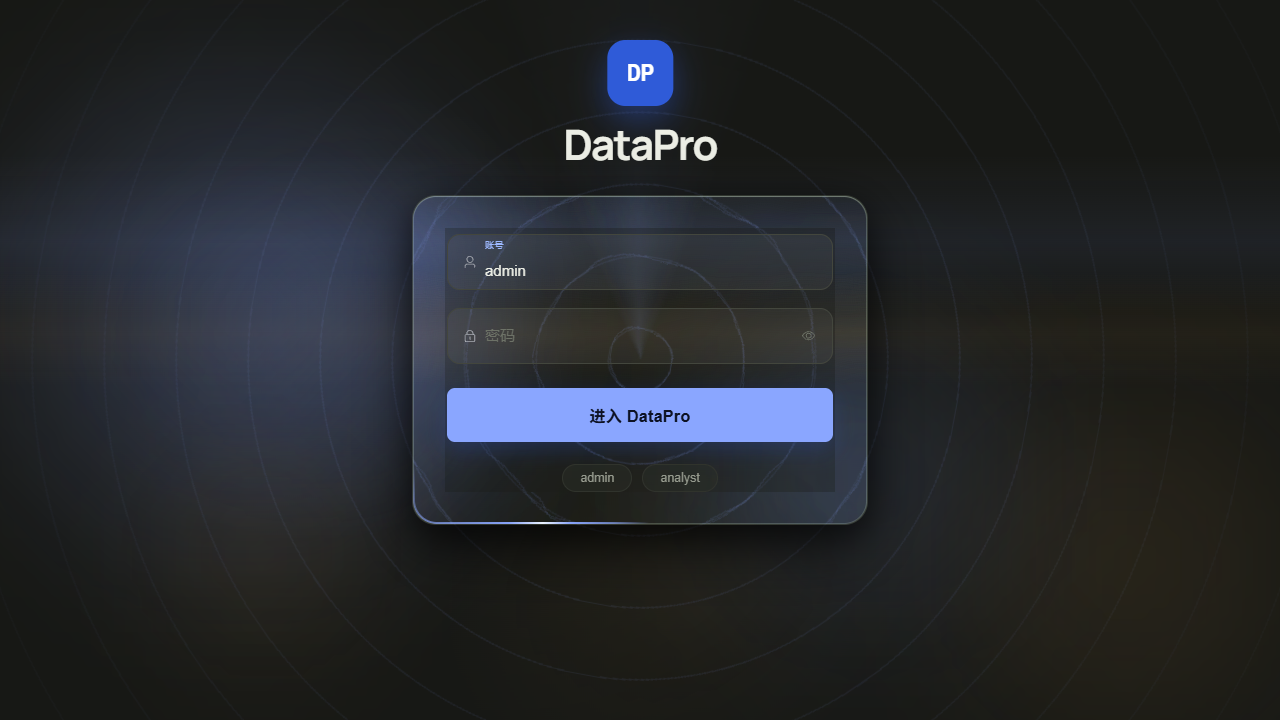 DP
DataPro
账号
admin
密码
进入 DataPro
admin
analyst